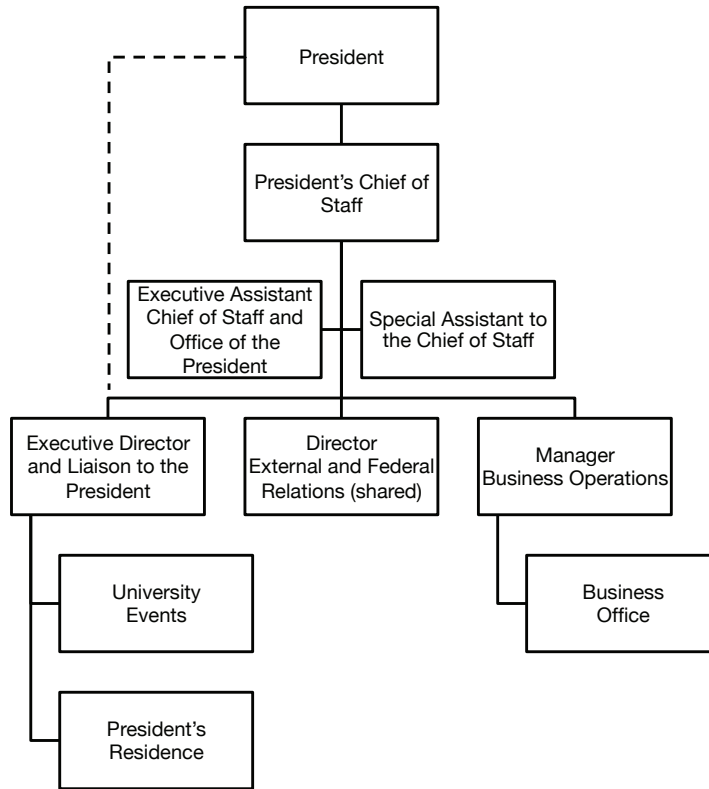 President
President’s Chief of
Staff
Executive Assistant
Chief of Staff and
Office of the
President
Special Assistant to
the Chief of Staff
Executive Director
and Liaison to the
President
Director
External and Federal
Relations (shared)
Manager
Business Operations
University
Events
Business
Office
President’s
Residence